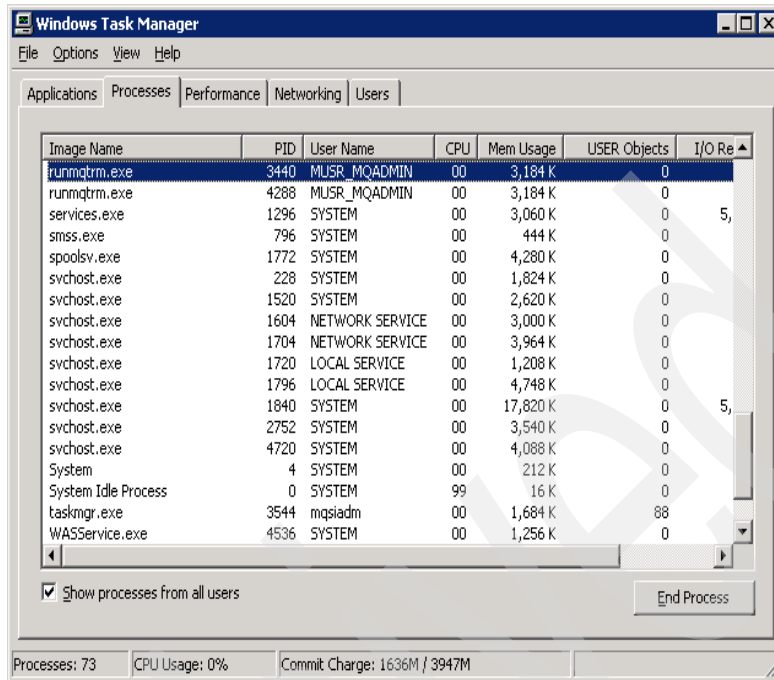 Windows Task Manager
File Options View Help
Applications Processes Performance Networking Users
Image Name PID User Name CPU Mem Usage USER Objects I/O Re
runmqtrm.exe 3440 MUSR_MQADMIN 00 3,184 K 0
runmqtrm.exe 4288 MUSR_MQADMIN 00 3,184 K 0
services.exe 1296 SYSTEM 00 3,060 K 0 5,
smss.exe 796 SYSTEM 00 444 K 0
spoolsv.exe 1772 SYSTEM 00 4,280 K 0
svchost.exe 228 SYSTEM 00 1,824 K 0
svchost.exe 1520 SYSTEM 00 2,620 K 0
svchost.exe 1604 NETWORK SERVICE 00 3,000 K 0
svchost.exe 1704 NETWORK SERVICE 00 3,964 K 0
svchost.exe 1720 LOCAL SERVICE 00 1,208 K 0
svchost.exe 1796 LOCAL SERVICE 00 4,748 K 0
svchost.exe 1840 SYSTEM 00 17,820 K 0 5,
svchost.exe 2752 SYSTEM 00 3,540 K 0
svchost.exe 4720 SYSTEM 00 4,088 K 0
System 4 SYSTEM 00 212 K 0
System Idle Process 0 SYSTEM 99 16 K 0
taskmgr.exe 3544 mqsiadm 00 1,684 K 88
WASService.exe 4536 SYSTEM 00 1,256 K 0
Show processes from all users
End Process
Processes: 73 CPU Usage: 0% Commit Charge: 1636M / 3947M